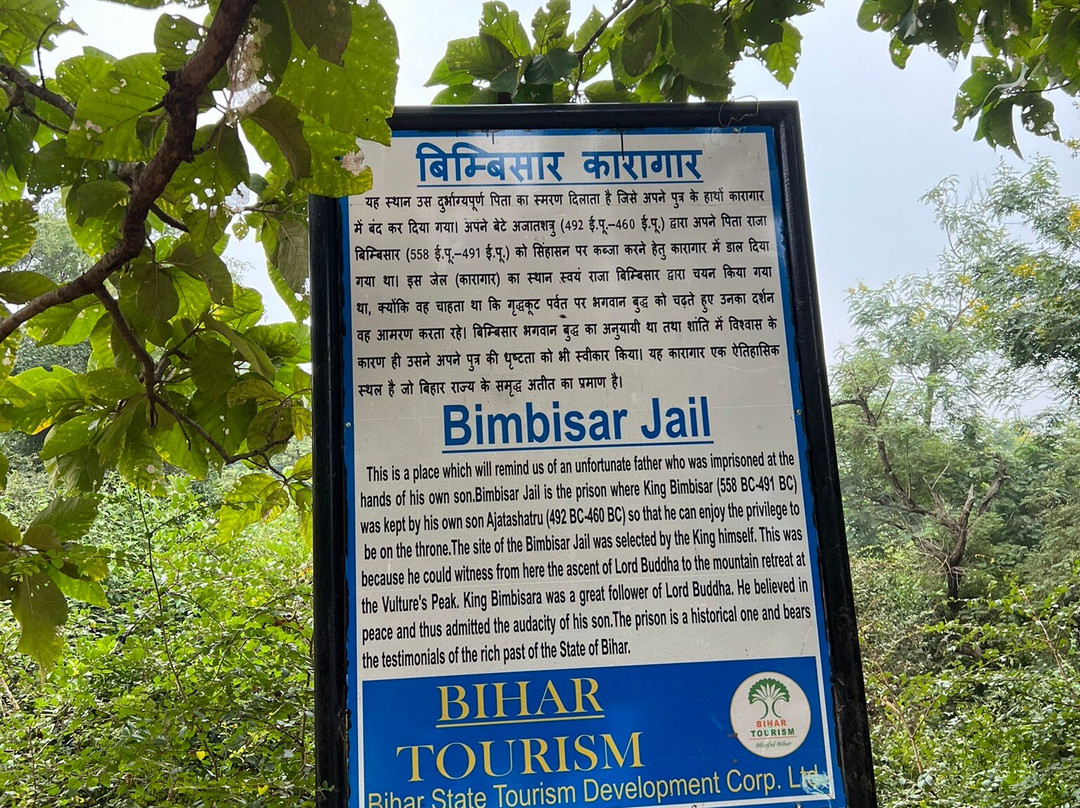 बिम्बिसार कारागार
यह स्थान उस दुर्भाग्यपूर्ण पिता का स्मरण दिलाता है जिसे अपने पुत्र के हाथों कारागार
में बंद कर दिया गया। अपने बेटे अजातशत्रु (492 ई.पू.–460 ई.पू.) द्वारा अपने पिता राजा
बिम्बिसार (558 ई.पू.–491 ई.पू.) को सिंहासन पर कब्जा करने हेतु कारागार में डाल दिया
गया था। इस जेल (कारागार) का स्थान स्वयं राजा बिम्बिसार द्वारा चयन किया गया
था, क्योंकि वह चाहता था कि गृद्धकूट पर्वत पर भगवान बुद्ध को चढ़ते हुए उनका दर्शन
वह आमरण करता रहे। बिम्बिसार भगवान बुद्ध का अनुयायी था तथा शांति में विश्वास के
कारण ही उसने अपने पुत्र की धृष्टता को भी स्वीकार किया। यह कारागार एक ऐतिहासिक
स्थल है जो बिहार राज्य के समृद्ध अतीत का प्रमाण है।
Bimbisar Jail
This is a place which will remind us of an unfortunate father who was imprisoned at the
hands of his own son.Bimbisar Jail is the prison where King Bimbisar (558 BC-491 BC)
was kept by his own son Ajatashatru (492 BC-460 BC) so that he can enjoy the privilege to
be on the throne.The site of the Bimbisar Jail was selected by the King himself. This was
because he could witness from here the ascent of Lord Buddha to the mountain retreat at
the Vulture's Peak. King Bimbisara was a great follower of Lord Buddha. He believed in
peace and thus admitted the audacity of his son.The prison is a historical one and bears
the testimonials of the rich past of the State of Bihar.
BIHAR
TOURISM
BIHAR
TOURISM
Blissful Bihar
Bihar State Tourism Development Corp. Ltd.